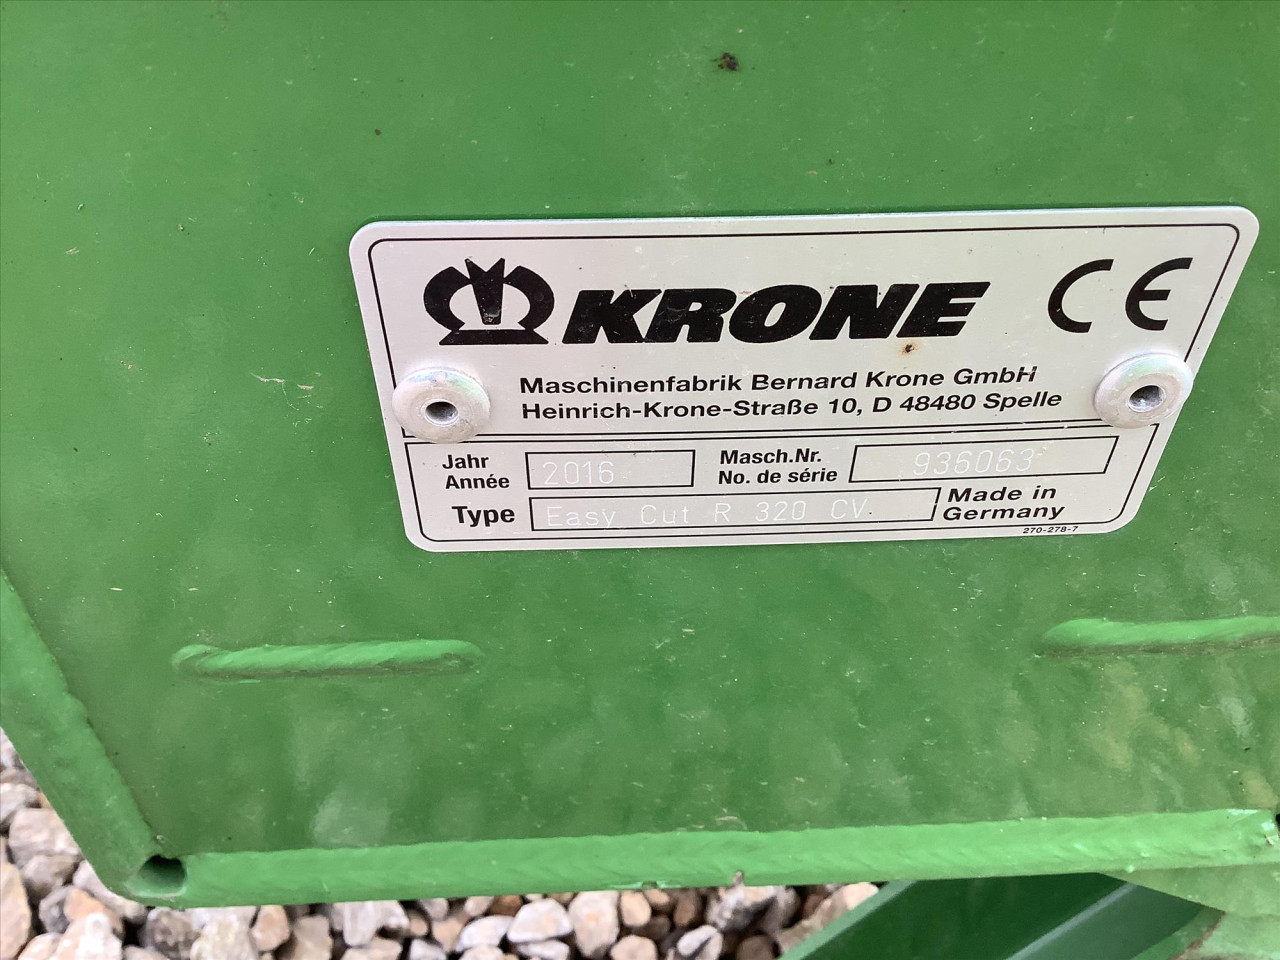 KRONE CE
Maschinenfabrik Bernard Krone GmbH
Heinrich-Krone-Straße 10, D 48480 Spelle
Jahr
Année
2016
Masch.Nr.
No. de série
936063
Type
Easy Cut R 320 CV
Made in
Germany
270-278-7